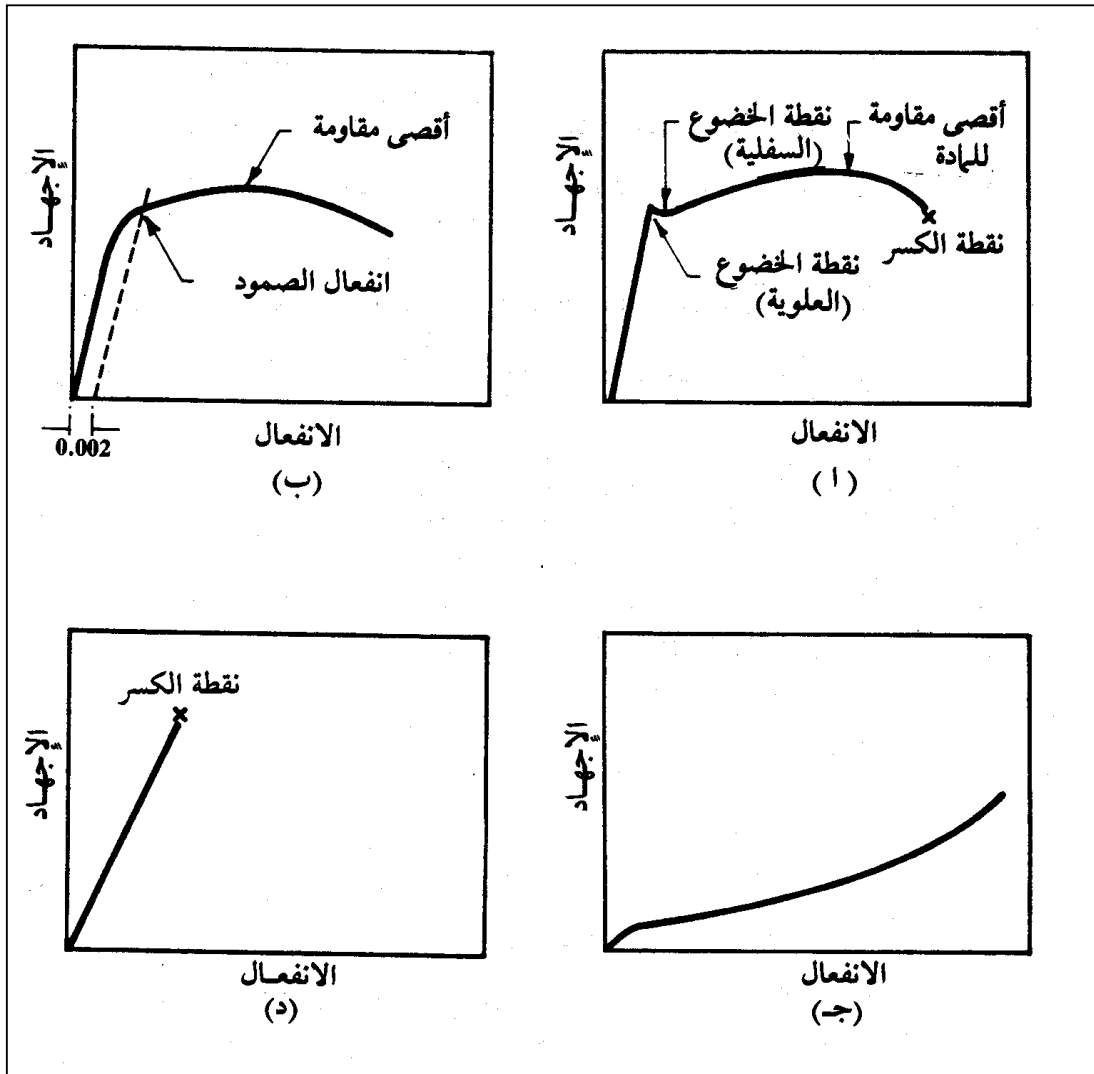 الإجهاد
نقطة الخضوع
(السفلية)
أقصى مقاومة
للمادة
نقطة الكسر
نقطة الخضوع
(العلوية)
الانفعال
(ا)
الإجهاد
أقصى مقاومة
انفعال الصمود
0.002
الانفعال
(ب)
الإجهاد
الانفعال
(جـ)
الإجهاد
نقطة الكسر
الانفعـال
(د)